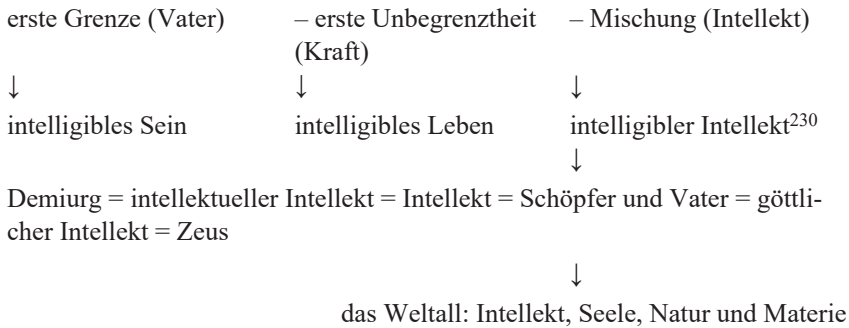 erste Grenze (Vater) – erste Unbegrenztheit – Mischung (Intellekt)
(Kraft)
↓ ↓ ↓
intelligibles Sein intelligibles Leben intelligibler Intellekt230
↓
Demiurg = intellektueller Intellekt = Intellekt = Schöpfer und Vater = göttli-
cher Intellekt = Zeus
↓
das Weltall: Intellekt, Seele, Natur und Materie